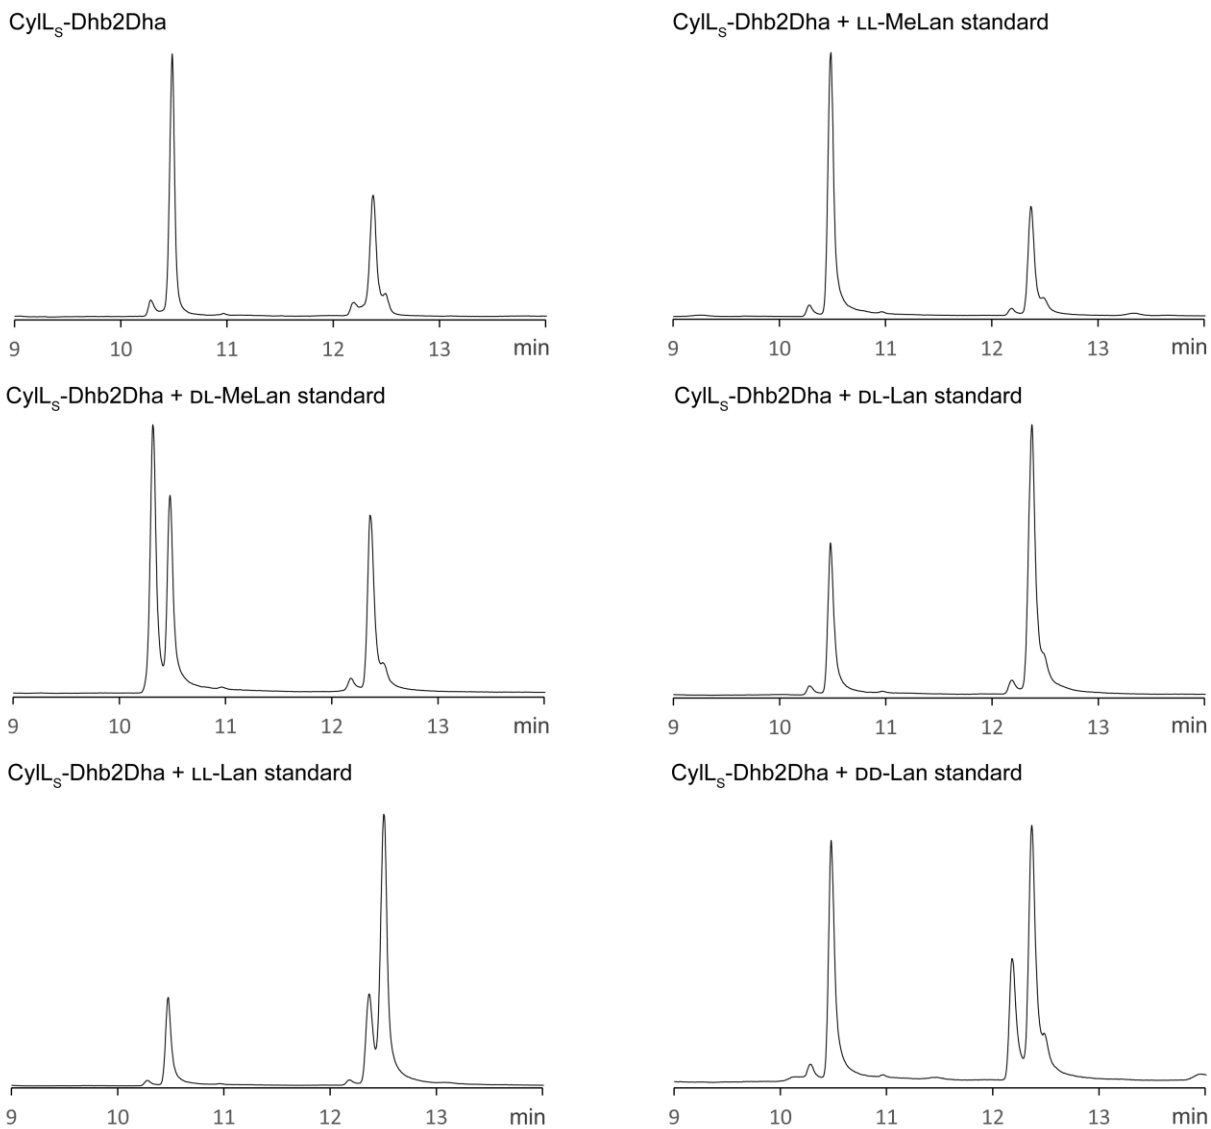 CylLS-Dhb2Dha
CylLS-Dhb2Dha + LL-MeLan standard
9 10 11 12 13 min
9 10 11 12 13 min
CylLS-Dhb2Dha + DL-MeLan standard
CylLS-Dhb2Dha + DL-Lan standard
9 10 11 12 13 min
9 10 11 12 13 min
CylLS-Dhb2Dha + LL-Lan standard
CylLS-Dhb2Dha + DD-Lan standard
9 10 11 12 13 min
9 10 11 12 13 min